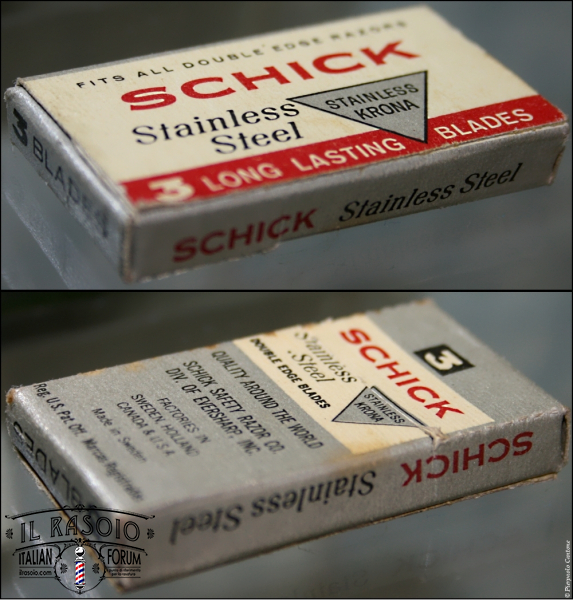 FITS ALL DOUBLE EDGE RAZORS
SCHICK
Stainless
Steel
STAINLESS
KRONA
3 LONG LASTING BLADES
3 BLADES
SCHICK Stainless Steel
3
SCHICK
Stainless
Steel
DOUBLE EDGE BLADES
STAINLESS
KRONA
QUALITY AROUND THE WORLD
SCHICK SAFETY RAZOR CO.
DIV. OF EVERSHARP, INC.
FACTORIES IN
SWEDEN, HOLLAND,
CANADA & U.S.A.
Made in Sweden
Reg. U.S. Pat. Off., Marcas Registradas
BLADES
SCHICK Stainless Steel
IL RASOIO
ITALIAN FORUM
ilrasoio.com